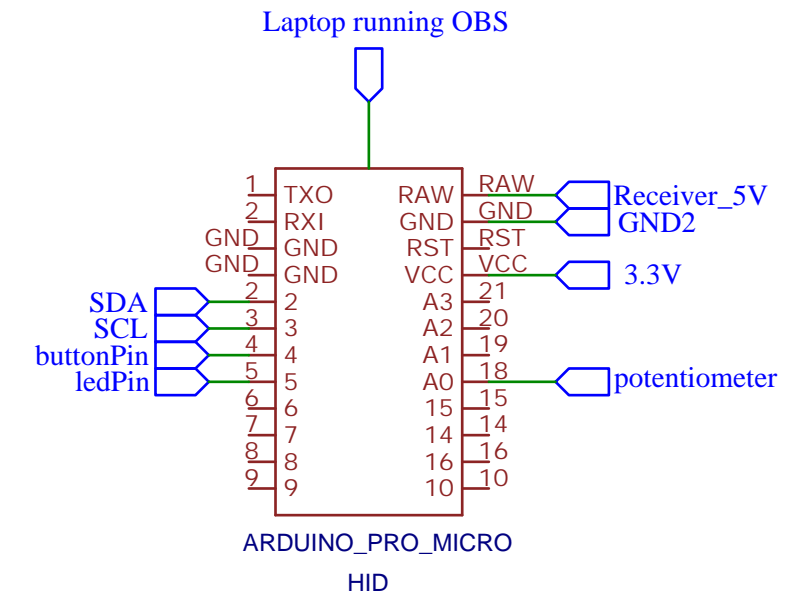 Laptop running OBS
1 TXO RAW RAW Receiver_5V
2 RXI GND GND GND2
GND GND RST RST
GND GND VCC VCC 3.3V
SDA 2 2 A3 21
SCL 3 3 A2 20
buttonPin 4 4 A1 19
ledPin 5 5 A0 18 potentiometer
6 6 15 15
7 7 14 14
8 8 16 16
9 9 10 10
ARDUINO_PRO_MICRO
HID